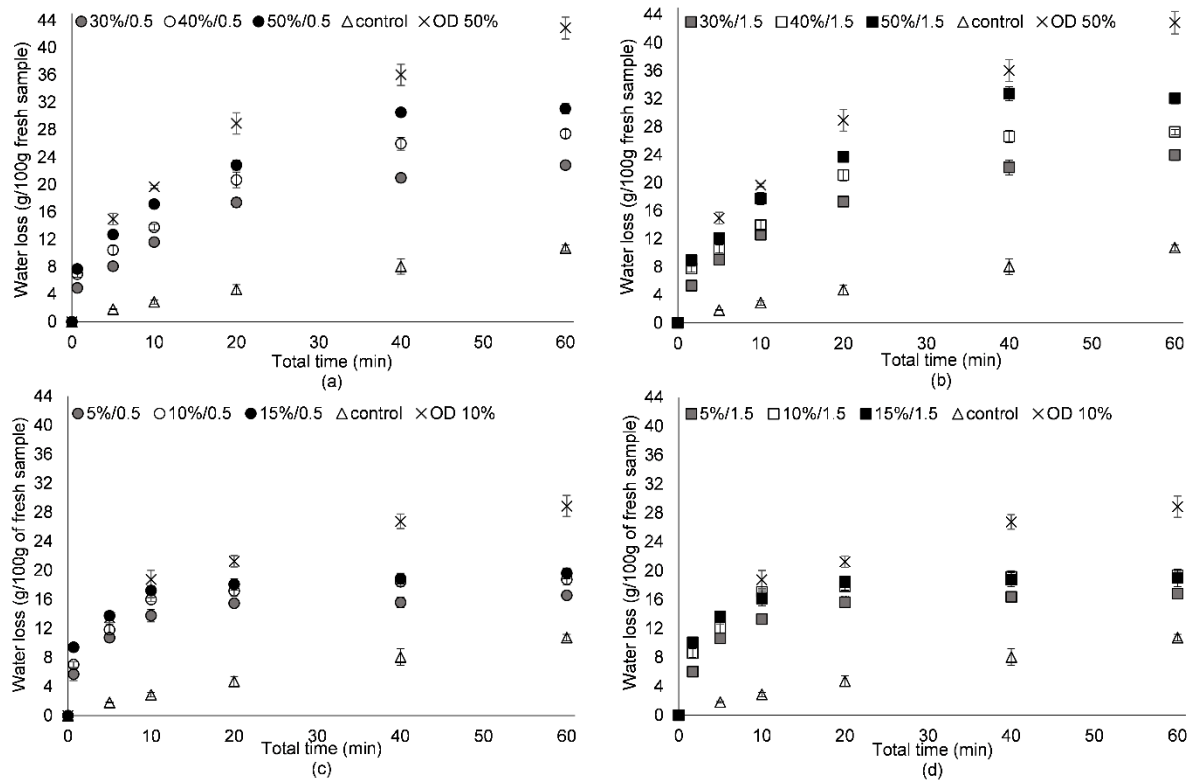 30%/0.5 40%/0.5 50%/0.5 control OD 50%
44
40
36
32
28
24
20
16
12
8
4
0
Water loss (g/100g fresh sample)
0 10 20 30 40 50 60
Total time (min)
(a)
30%/1.5 40%/1.5 50%/1.5 control OD 50%
44
40
36
32
28
24
20
16
12
8
4
0
Water loss (g/100g fresh sample)
0 10 20 30 40 50 60
Total time (min)
(b)
5%/0.5 10%/0.5 15%/0.5 control OD 10%
44
40
36
32
28
24
20
16
12
8
4
0
Water loss (g/100g of fresh sample)
0 10 20 30 40 50 60
Total time (min)
(c)
5%/1.5 10%/1.5 15%/1.5 control OD 10%
44
40
36
32
28
24
20
16
12
8
4
0
Water loss (g/100g of fresh sample)
0 10 20 30 40 50 60
Total time (min)
(d)